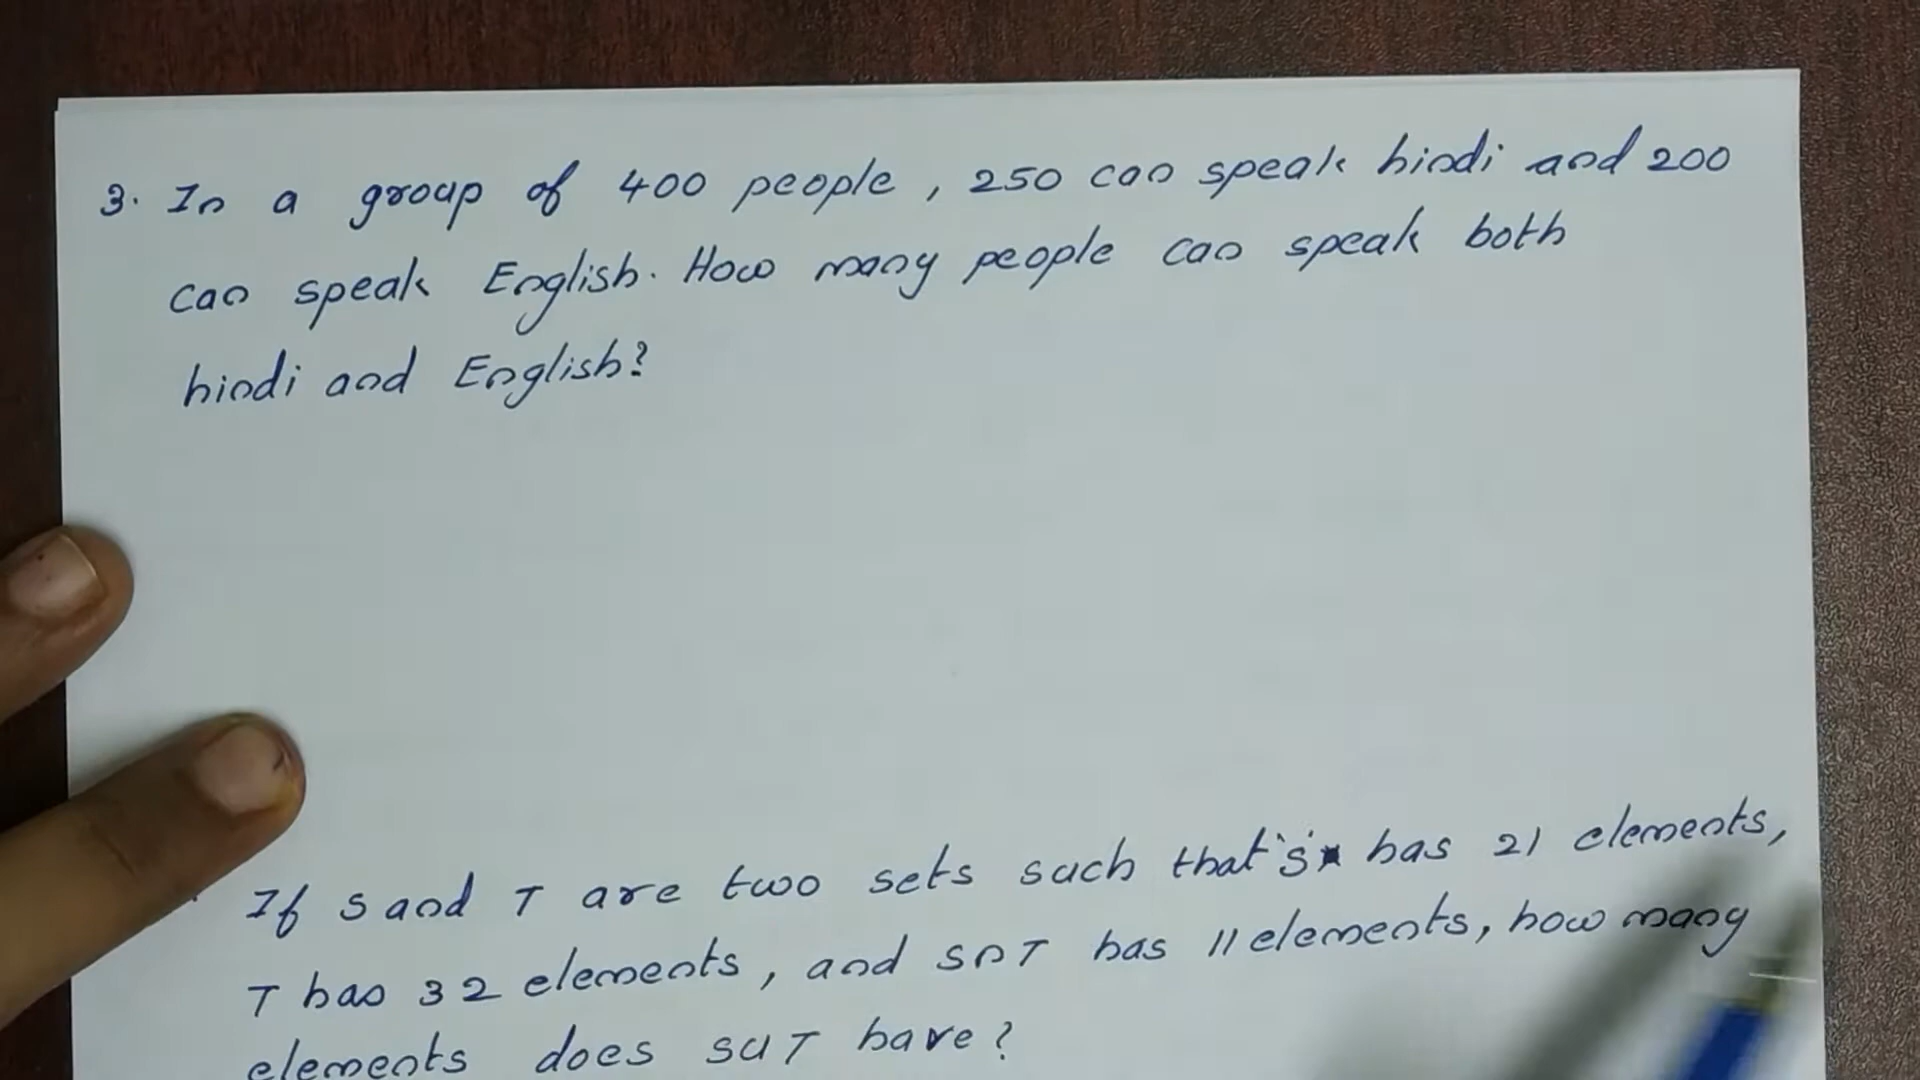 3. In a group of 400 people, 250 can speak hindi and 200
can speak English. How many people can speak both
hindi and English?
If S and T are two sets such that 'S' has 21 elements,
T has 32 elements, and S∩T has 11 elements, how many
elements does S∪T have?